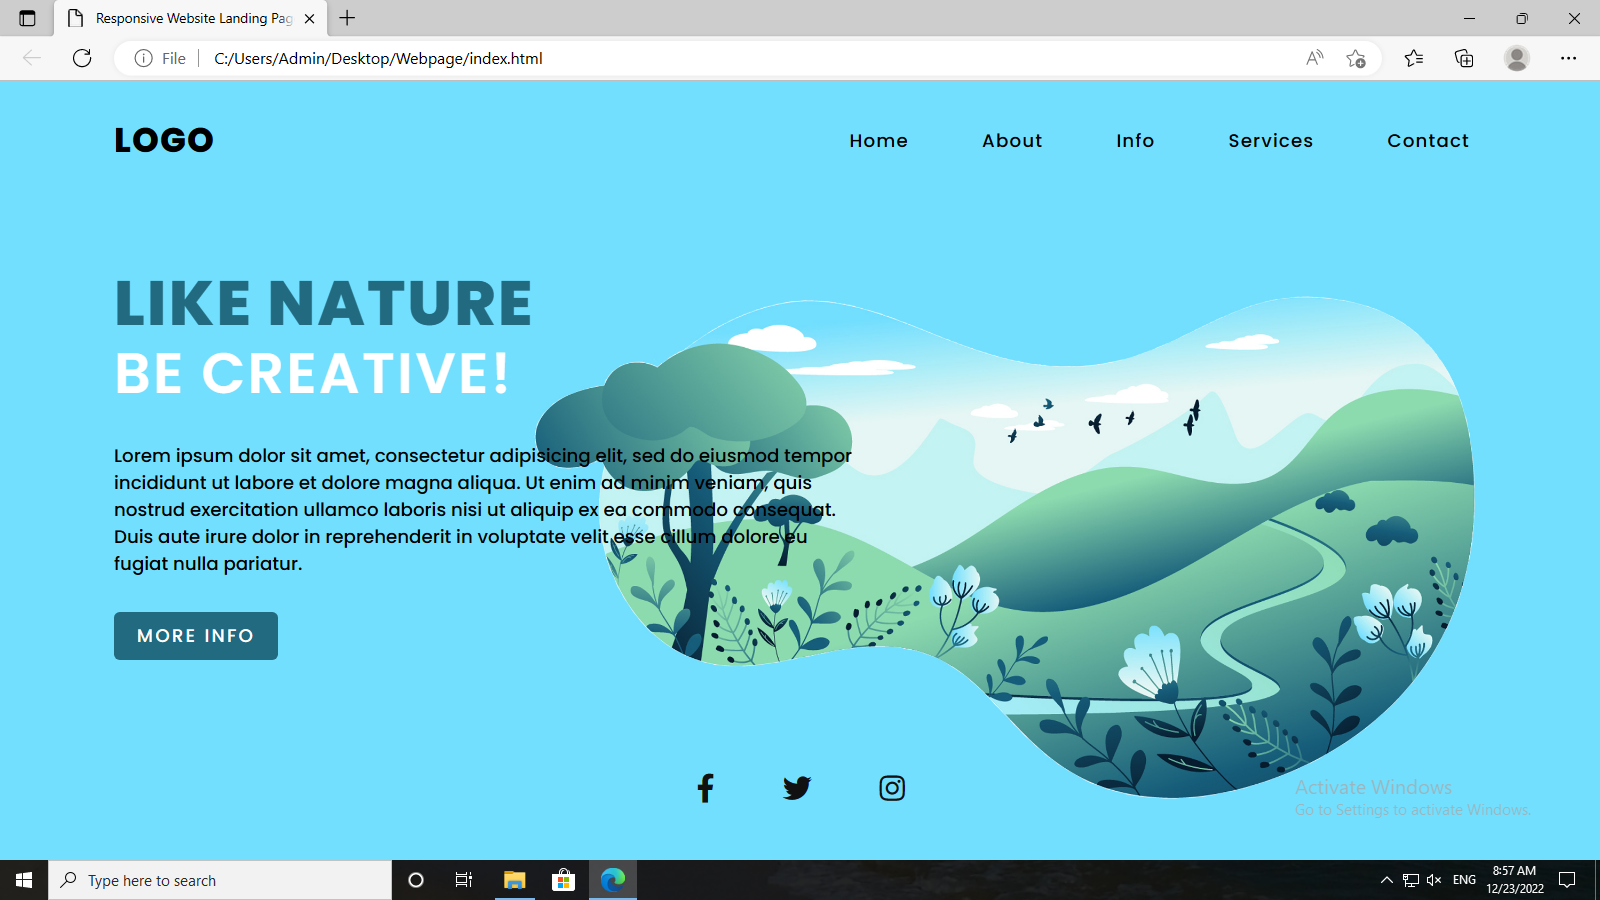 Responsive Website Landing Pag
File
C:/Users/Admin/Desktop/Webpage/index.html
LOGO
Home About Info Services Contact
LIKE NATURE
BE CREATIVE!
Lorem ipsum dolor sit amet, consectetur adipisicing elit, sed do eiusmod tempor
incididunt ut labore et dolore magna aliqua. Ut enim ad minim veniam, quis
nostrud exercitation ullamco laboris nisi ut aliquip ex ea commodo consequat.
Duis aute irure dolor in reprehenderit in voluptate velit esse cillum dolore eu
fugiat nulla pariatur.
MORE INFO
Activate Windows
Go to Settings to activate Windows.
Type here to search
ENG
8:57 AM
12/23/2022